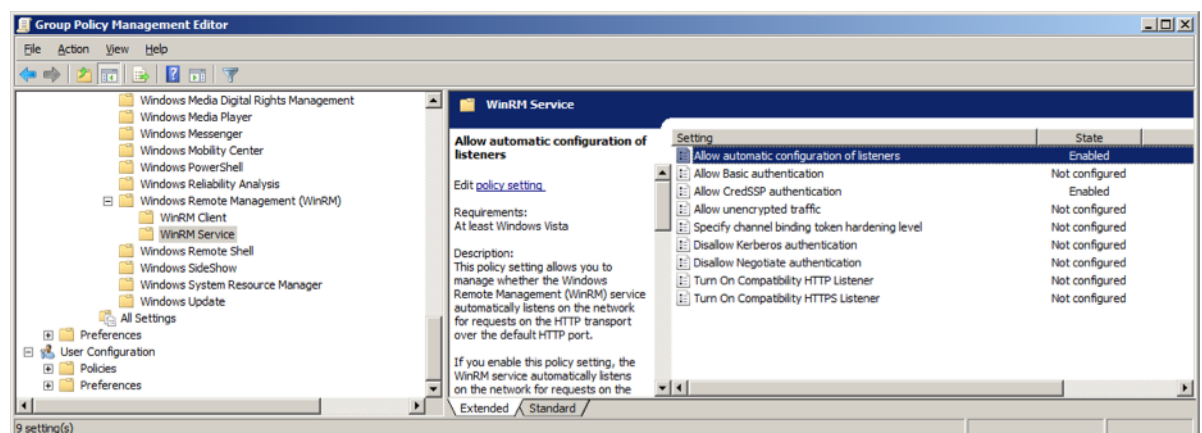 Group Policy Management Editor
File Action View Help
Windows Media Digital Rights Management
Windows Media Player
Windows Messenger
Windows Mobility Center
Windows PowerShell
Windows Reliability Analysis
Windows Remote Management (WinRM)
WinRM Client
WinRM Service
Windows Remote Shell
Windows SideShow
Windows System Resource Manager
Windows Update
All Settings
Preferences
User Configuration
Policies
Preferences
WinRM Service
Allow automatic configuration of
listeners
Edit policy setting
Requirements:
At least Windows Vista
Description:
This policy setting allows you to
manage whether the Windows
Remote Management (WinRM) service
automatically listens on the network
for requests on the HTTP transport
over the default HTTP port.
If you enable this policy setting, the
WinRM service automatically listens
on the network for requests on the
Setting State
Allow automatic configuration of listeners Enabled
Allow Basic authentication Not configured
Allow CredSSP authentication Enabled
Allow unencrypted traffic Not configured
Specify channel binding token hardening level Not configured
Disallow Kerberos authentication Not configured
Disallow Negotiate authentication Not configured
Turn On Compatibility HTTP Listener Not configured
Turn On Compatibility HTTPS Listener Not configured
Extended Standard
9 setting(s)